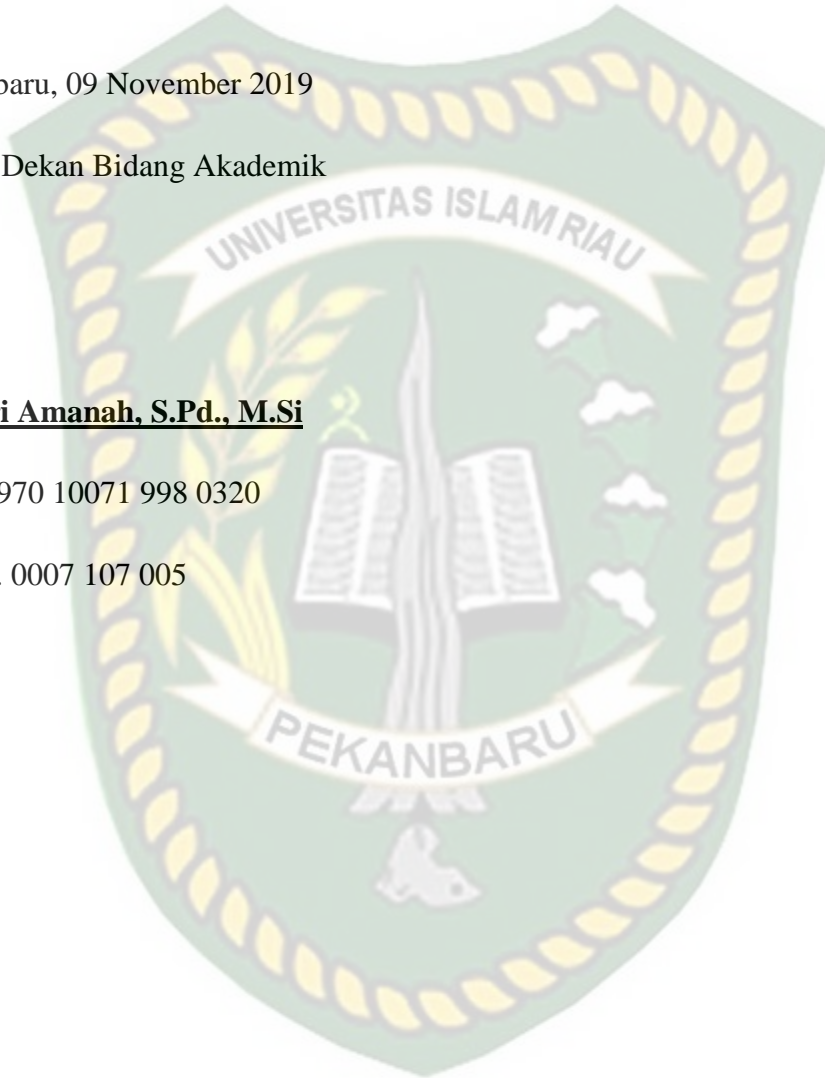 baru, 09 November 2019
Dekan Bidang Akademik
UNIVERSITAS ISLAM RIAU
i Amanah, S.Pd., M.Si
970 10071 998 0320
. 0007 107 005
PEKANBARU